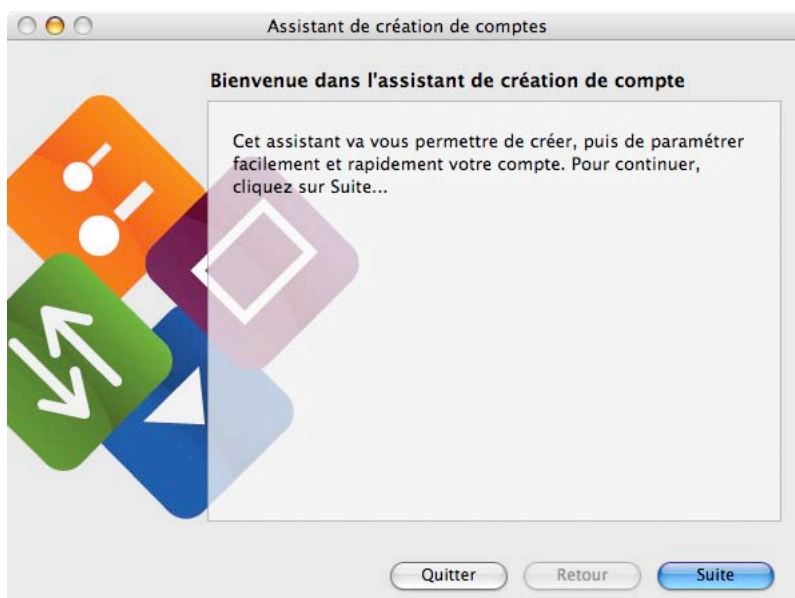 Assistant de création de comptes
Bienvenue dans l'assistant de création de compte
Cet assistant va vous permettre de créer, puis de paramétrer
facilement et rapidement votre compte. Pour continuer,
cliquez sur Suite...
Quitter
Retour
Suite